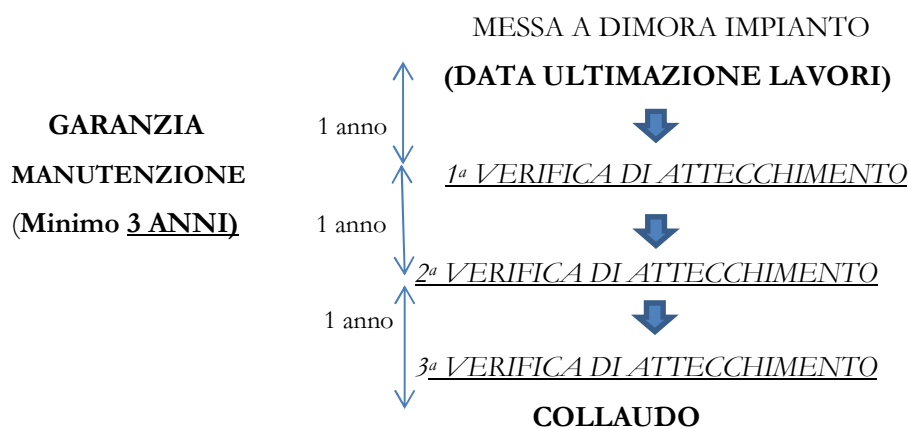 MESSA A DIMORA IMPIANTO
(DATA ULTIMAZIONE LAVORI)
GARANZIA
MANUTENZIONE
(Minimo 3 ANNI)
1 anno
1ª VERIFICA DI ATTECCHIMENTO
1 anno
2ª VERIFICA DI ATTECCHIMENTO
1 anno
3ª VERIFICA DI ATTECCHIMENTO
COLLAUDO